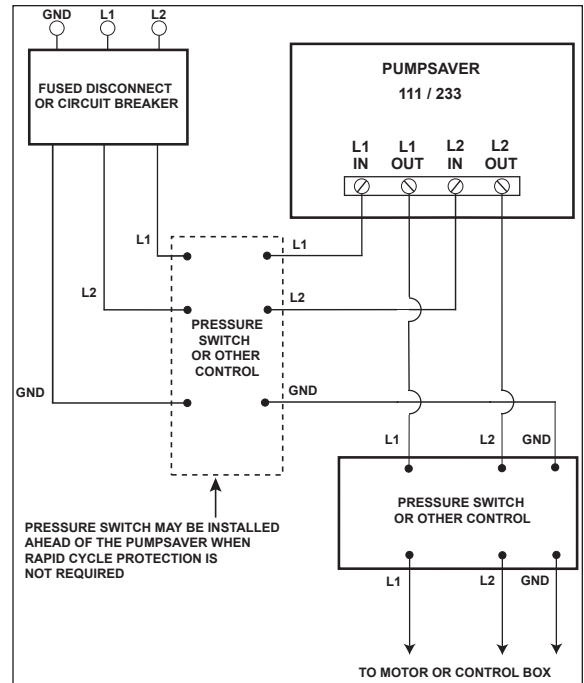 GND L1 L2
FUSED DISCONNECT
OR CIRCUIT BREAKER
PUMPSAVER
111 / 233
L1 L1 L2 L2
IN OUT IN OUT
L1 L1
L2 L2
PRESSURE
SWITCH
OR OTHER
CONTROL
GND GND
L1 L2 GND
PRESSURE SWITCH
OR OTHER CONTROL
PRESSURE SWITCH MAY BE INSTALLED
AHEAD OF THE PUMPSAVER WHEN
RAPID CYCLE PROTECTION IS
NOT REQUIRED
L1 L2 GND
TO MOTOR OR CONTROL BOX